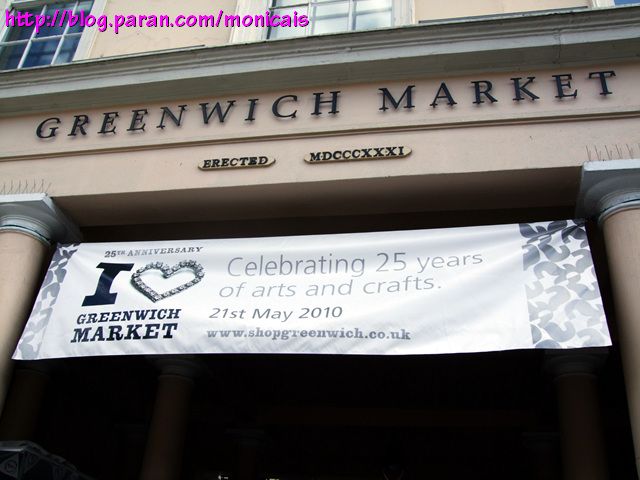 http://blog.paran.com/monicais
GREENWICH MARKET
ERECTED MDCCCXXXI
25TH ANNIVERSARY
I
GREENWICH
MARKET
Celebrating 25 years
of arts and crafts.
21st May 2010
www.shopgreenwich.co.uk